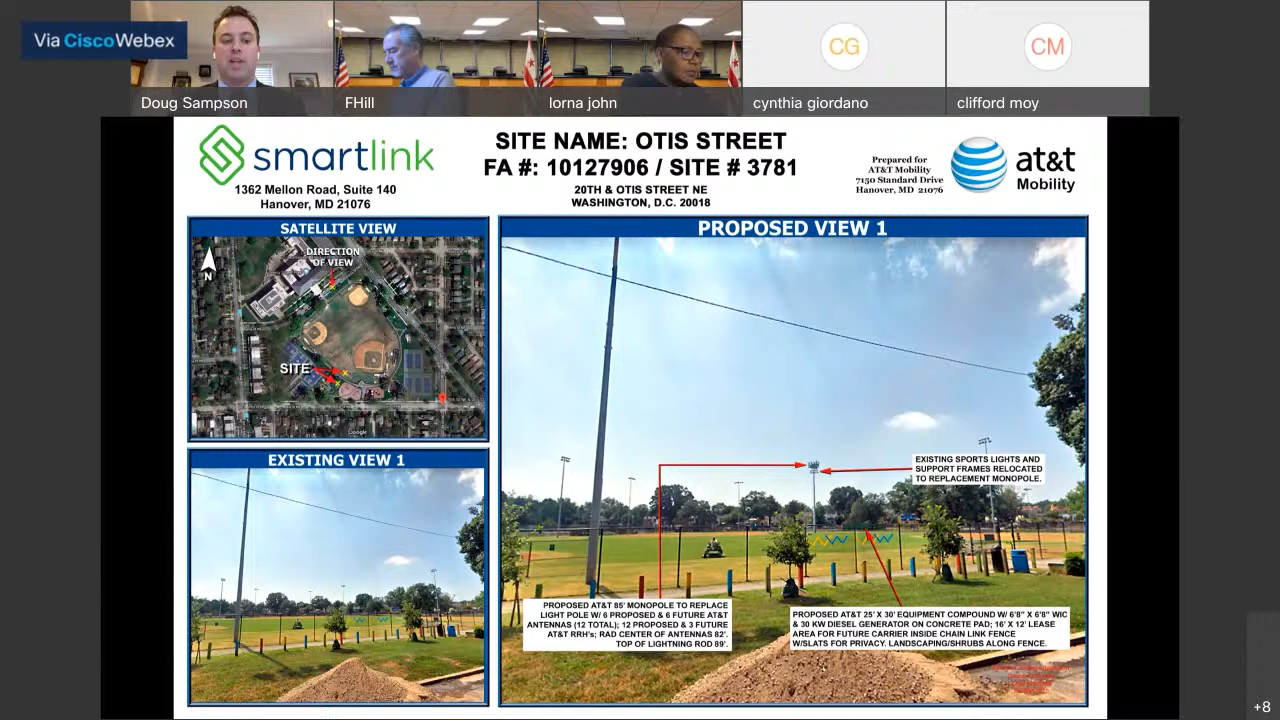 Via Cisco Webex
Doug Sampson
FHill
lorna john
CG
cynthia giordano
CM
clifford moy
smartlink
1362 Mellon Road, Suite 140
Hanover, MD 21076
SITE NAME: OTIS STREET
FA #: 10127906 / SITE # 3781
20TH & OTIS STREET NE
WASHINGTON, D.C. 20018
Prepared for
AT&T Mobility
7150 Standard Drive
Hanover, MD 21076
at&t
Mobility
SATELLITE VIEW
N
DIRECTION
OF VIEW
SITE
Google
EXISTING VIEW 1
PROPOSED VIEW 1
EXISTING SPORTS LIGHTS AND
SUPPORT FRAMES RELOCATED
TO REPLACEMENT MONOPOLE.
PROPOSED AT&T 85' MONOPOLE TO REPLACE
LIGHT POLE W/ 6 PROPOSED & 6 FUTURE AT&T
ANTENNAS (12 TOTAL); 12 PROPOSED & 3 FUTURE
AT&T RRH's; RAD CENTER OF ANTENNAS 82'.
TOP OF LIGHTNING ROD 89'.
PROPOSED AT&T 25' X 30' EQUIPMENT COMPOUND W/ 6'8" X 6'8" WIC
& 30 KW DIESEL GENERATOR ON CONCRETE PAD; 16' X 12' LEASE
AREA FOR FUTURE CARRIER INSIDE CHAIN LINK FENCE
W/SLATS FOR PRIVACY. LANDSCAPING/SHRUBS ALONG FENCE.
+8